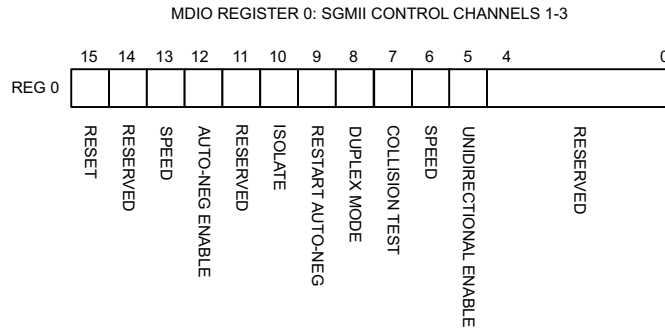 MDIO REGISTER 0: SGMII CONTROL CHANNELS 1-3
15 14 13 12 11 10 9 8 7 6 5 4 0
REG 0
RESET
RESERVED
SPEED
AUTO-NEG ENABLE
RESERVED
ISOLATE
RESTART AUTO-NEG
DUPLEX MODE
COLLISION TEST
SPEED
UNIDIRECTIONAL ENABLE
RESERVED